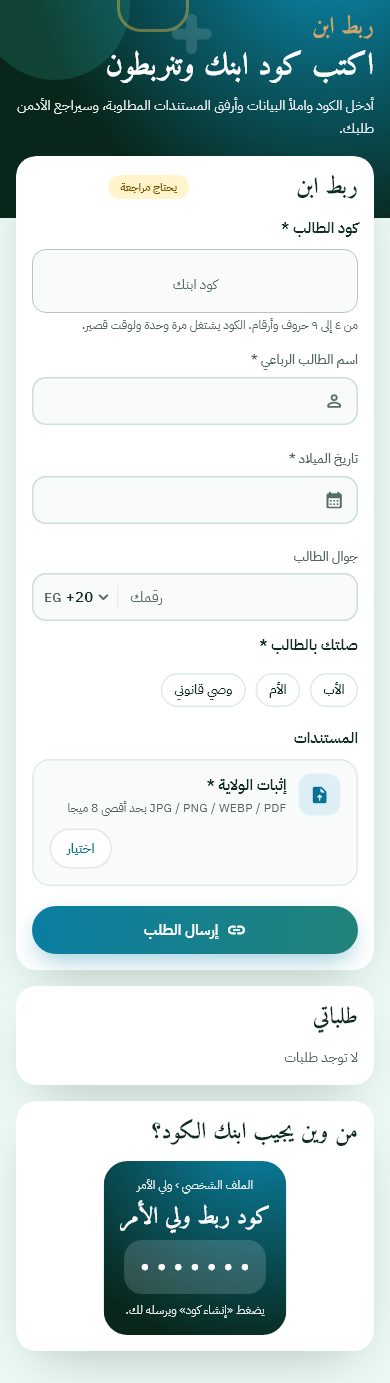 ربط ابن
اكتب كود ابنك وتنربطون
أدخل الكود واملأ البيانات وأرفق المستندات المطلوبة، وسيراجع الأدمن
طلبك.
ربط ابن
يحتاج مراجعة
كود الطالب *
كود ابنك
من ٤ إلى ٩ حروف وأرقام. الكود يشتغل مرة وحدة ولوقت قصير.
اسم الطالب الرباعي *
تاريخ الميلاد *
جوال الطالب
رقمك
EG +20
صلتك بالطالب *
الأب
الأم
وصي قانوني
المستندات
إثبات الولاية *
JPG / PNG / WEBP / PDF بحد أقصى 8 ميجا
اختيار
إرسال الطلب
طلباتي
لا توجد طلبات
من وين يجيب ابنك الكود؟
الملف الشخصي › ولي الأمر
كود ربط ولي الأمر
يضغط «إنشاء كود» ويرسله لك.